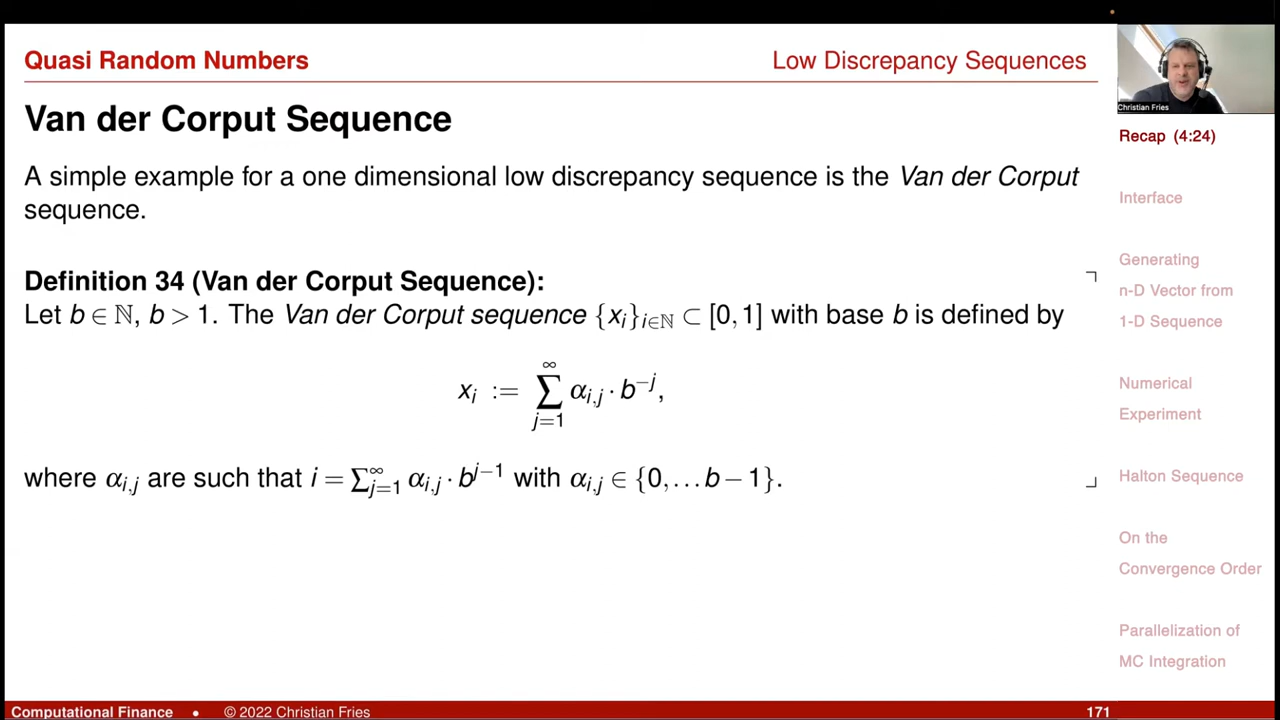 Quasi Random Numbers
Low Discrepancy Sequences
Van der Corput Sequence
A simple example for a one dimensional low discrepancy sequence is the Van der Corput
sequence.
Definition 34 (Van der Corput Sequence):
Let b ∈ ℕ, b > 1. The Van der Corput sequence {x_i}_{i∈ℕ} ⊂ [0, 1] with base b is defined by
x_i := ∑_{j=1}^{∞} α_{i,j} · b^{−j},
where α_{i,j} are such that i = ∑_{j=1}^{∞} α_{i,j} · b^{j−1} with α_{i,j} ∈ {0, … b − 1}.
Christian Fries
Recap (4:24)
Interface
Generating
n-D Vector from
1-D Sequence
Numerical
Experiment
Halton Sequence
On the
Convergence Order
Parallelization of
MC Integration
Computational Finance • © 2022 Christian Fries
171